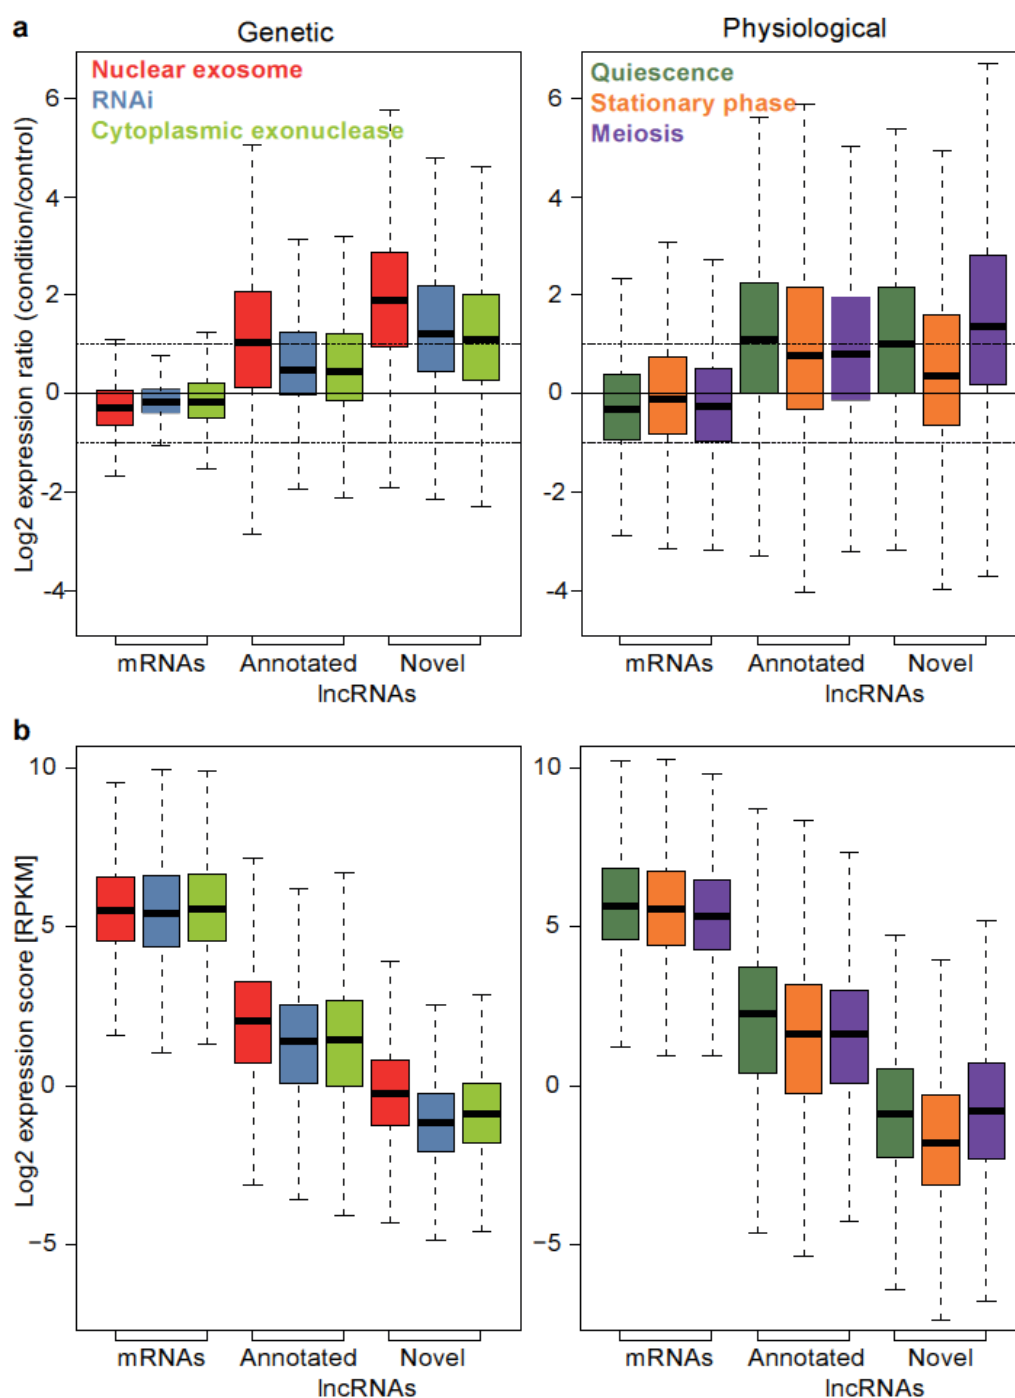 a
Genetic
Physiological
Nuclear exosome
RNAi
Cytoplasmic exonuclease
Quiescence
Stationary phase
Meiosis
Log2 expression ratio (condition/control)
6
4
2
0
-2
-4
6
4
2
0
-2
-4
mRNAs
Annotated
Novel
lncRNAs
mRNAs
Annotated
Novel
lncRNAs
b
Log2 expression score [RPKM]
10
5
0
−5
10
5
0
−5
mRNAs
Annotated
Novel
lncRNAs
mRNAs
Annotated
Novel
lncRNAs